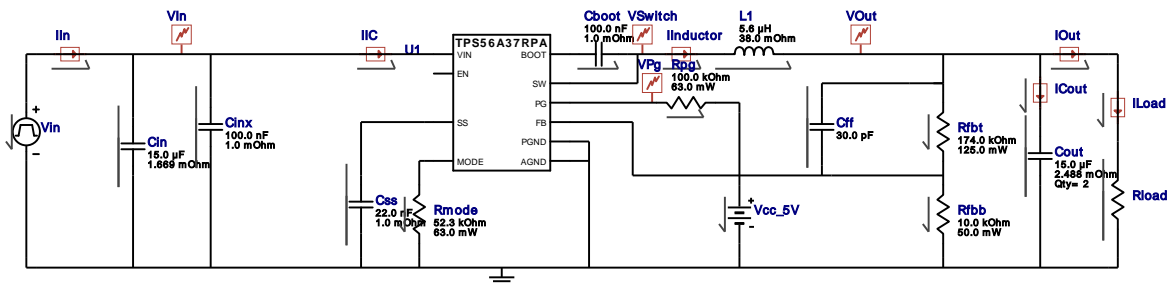 IIn
VIn
IIC
U1
TPS56A37RPA
VIN
EN
SS
MODE
BOOT
SW
PG
FB
PGND
AGND
Cboot
100.0 nF
1.0 mOhm
VSwitch
IInductor
L1
5.6 µH
38.0 mOhm
VOut
IOut
VPg
Rpg
100.0 kOhm
63.0 mW
ICout
ILoad
Vin
+
−
Cin
15.0 µF
1.669 mOhm
Cinx
100.0 nF
1.0 mOhm
Css
22.0 nF
1.0 mOhm
Rmode
52.3 kOhm
63.0 mW
Vcc_5V
+
−
Cff
30.0 pF
Rfbt
174.0 kOhm
125.0 mW
Rfbb
10.0 kOhm
50.0 mW
Cout
15.0 µF
2.488 mOhm
Qty= 2
Rload